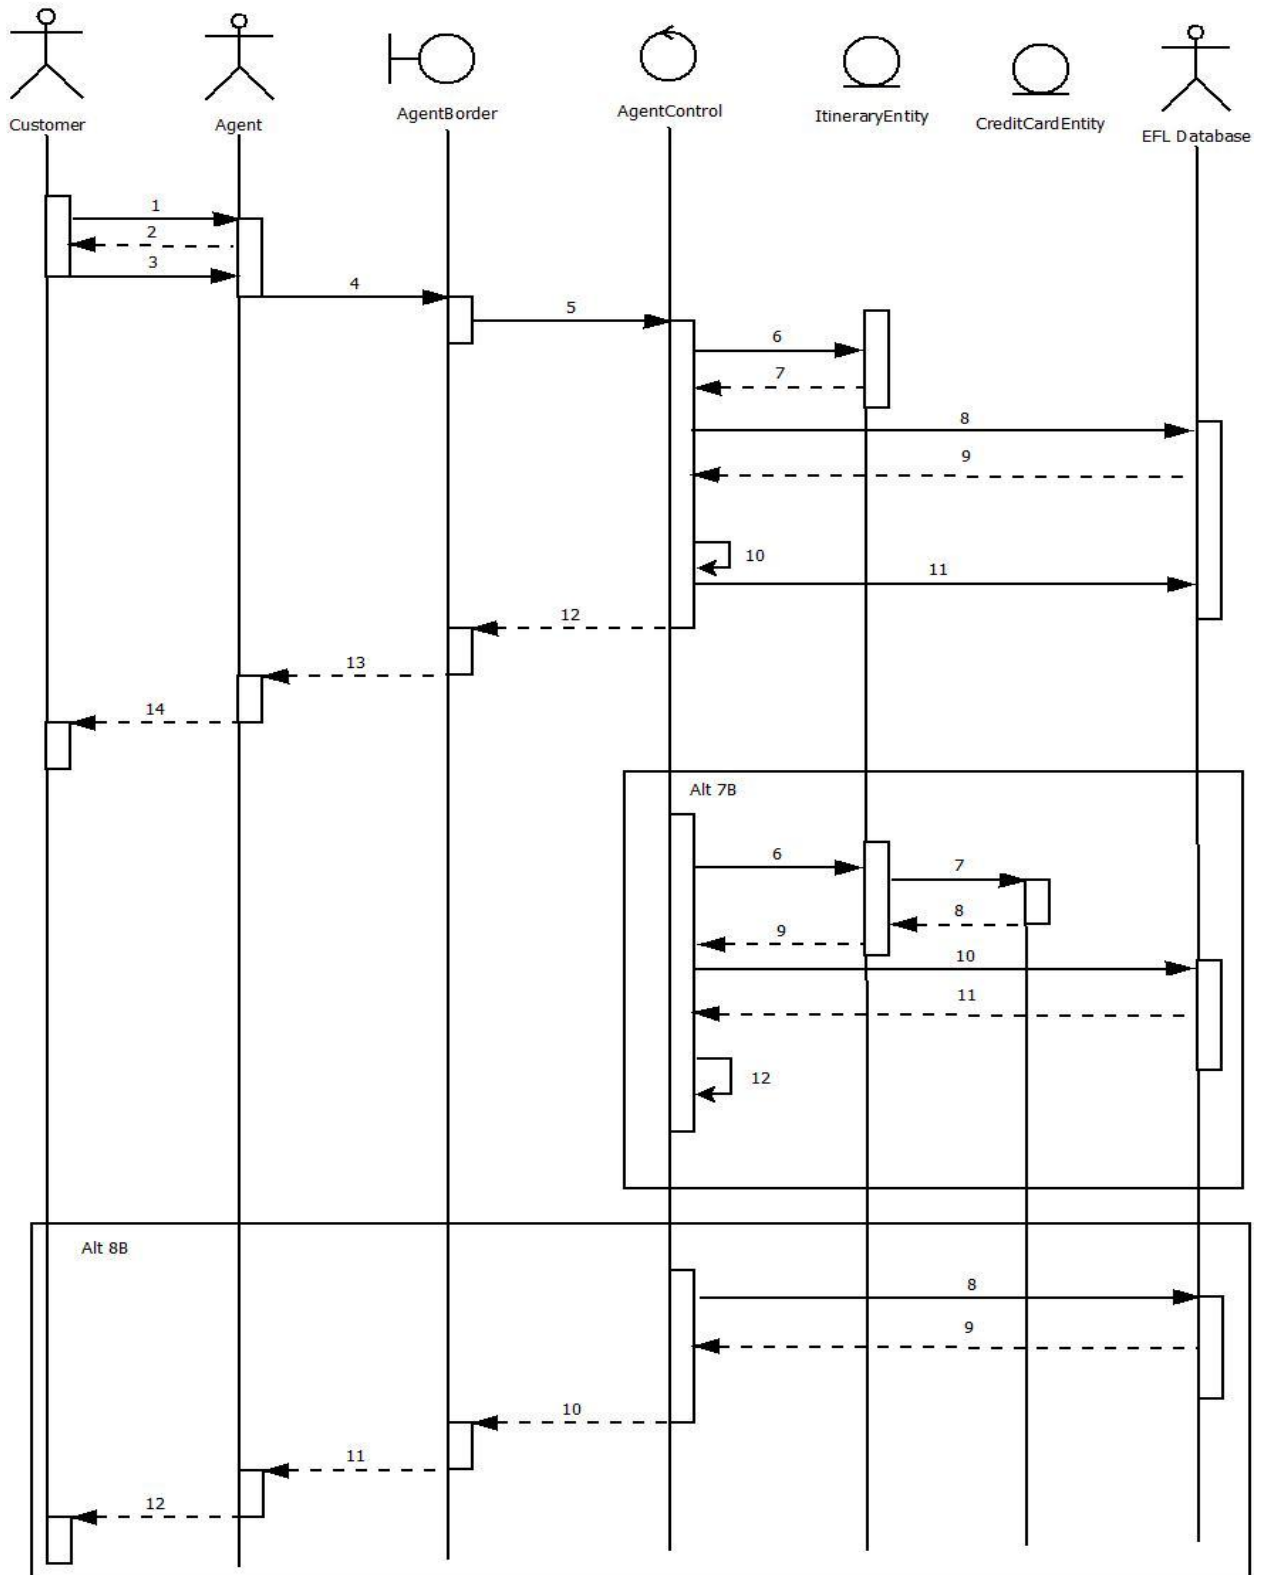 Customer
Agent
AgentBorder
AgentControl
ItineraryEntity
CreditCardEntity
EFL Database
1
2
3
4
5
6
7
8
9
10
11
12
13
14
Alt 7B
6
7
8
9
10
11
12
Alt 8B
8
9
10
11
12